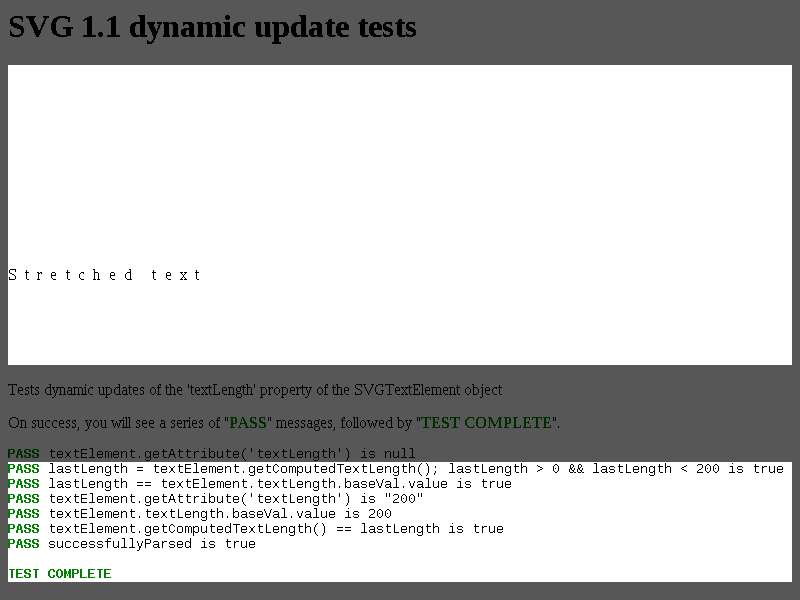 SVG 1.1 dynamic update tests
Stretched text
Tests dynamic updates of the 'textLength' property of the SVGTextElement object
On success, you will see a series of "PASS" messages, followed by "TEST COMPLETE".
PASS textElement.getAttribute('textLength') is null
PASS lastLength = textElement.getComputedTextLength(); lastLength > 0 && lastLength < 200 is true
PASS lastLength == textElement.textLength.baseVal.value is true
PASS textElement.getAttribute('textLength') is "200"
PASS textElement.textLength.baseVal.value is 200
PASS textElement.getComputedTextLength() == lastLength is true
PASS successfullyParsed is true
TEST COMPLETE